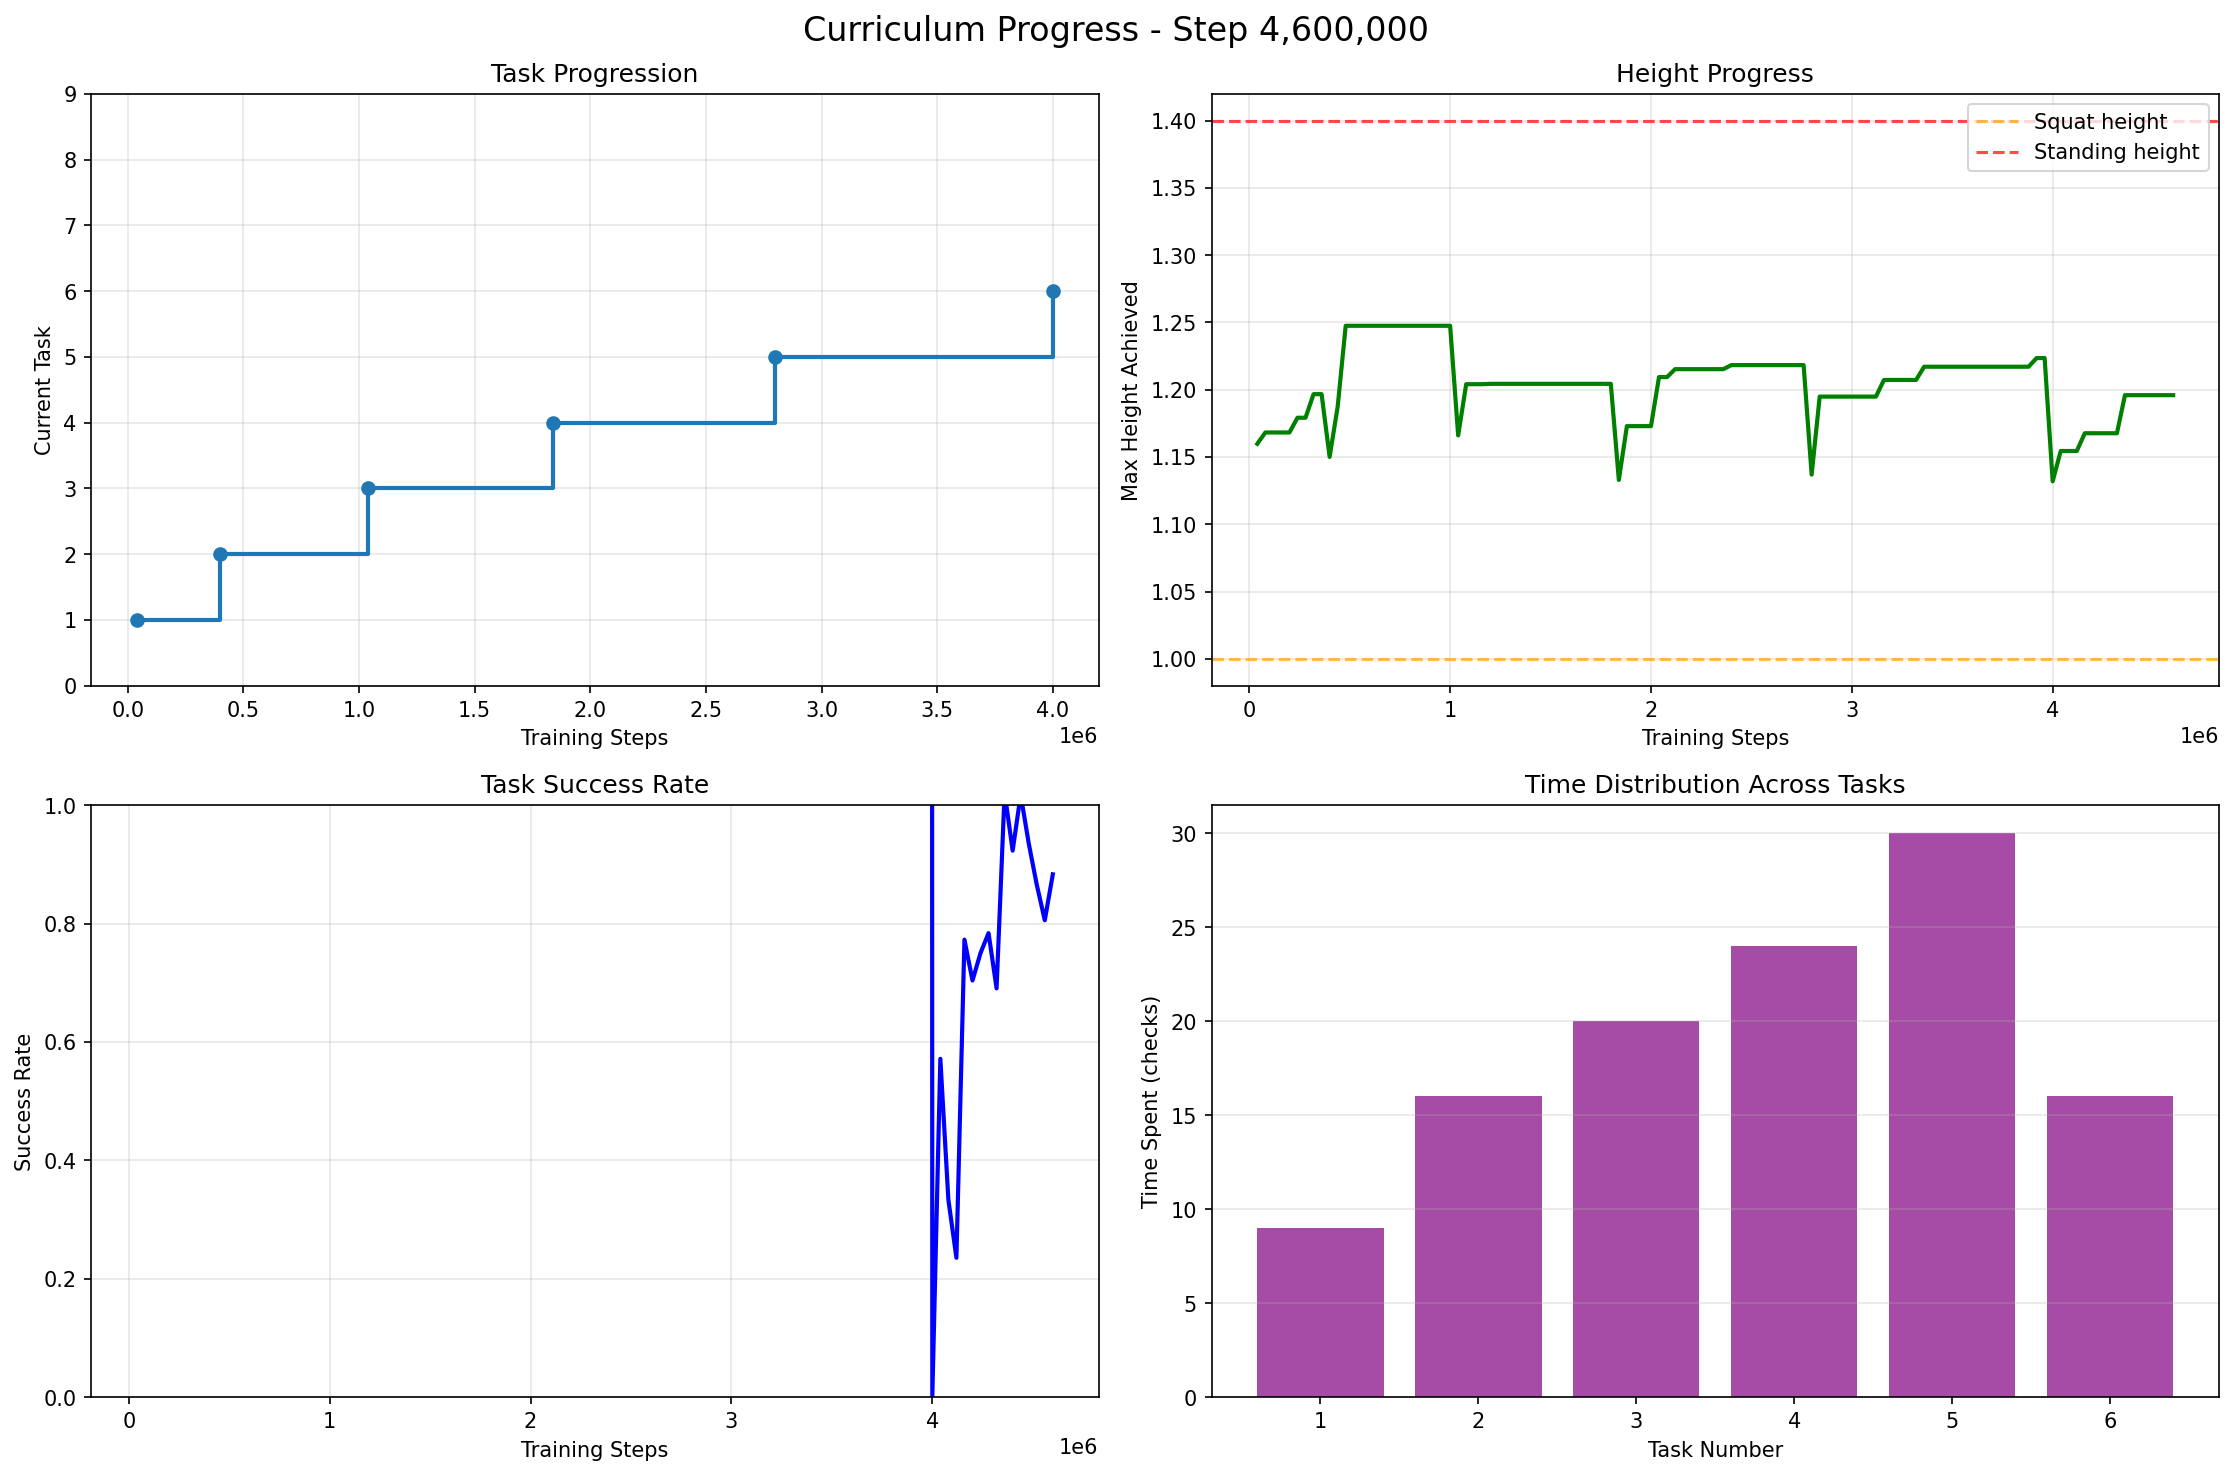 Curriculum Progress - Step 4,600,000
Task Progression
9
8
7
6
5
4
3
2
1
0
Current Task
0.0 0.5 1.0 1.5 2.0 2.5 3.0 3.5 4.0
1e6
Training Steps
Height Progress
1.40
1.35
1.30
1.25
1.20
1.15
1.10
1.05
1.00
Max Height Achieved
Squat height
Standing height
0 1 2 3 4
1e6
Training Steps
Task Success Rate
1.0
0.8
0.6
0.4
0.2
0.0
Success Rate
0 1 2 3 4
1e6
Training Steps
Time Distribution Across Tasks
30
25
20
15
10
5
0
Time Spent (checks)
1 2 3 4 5 6
Task Number